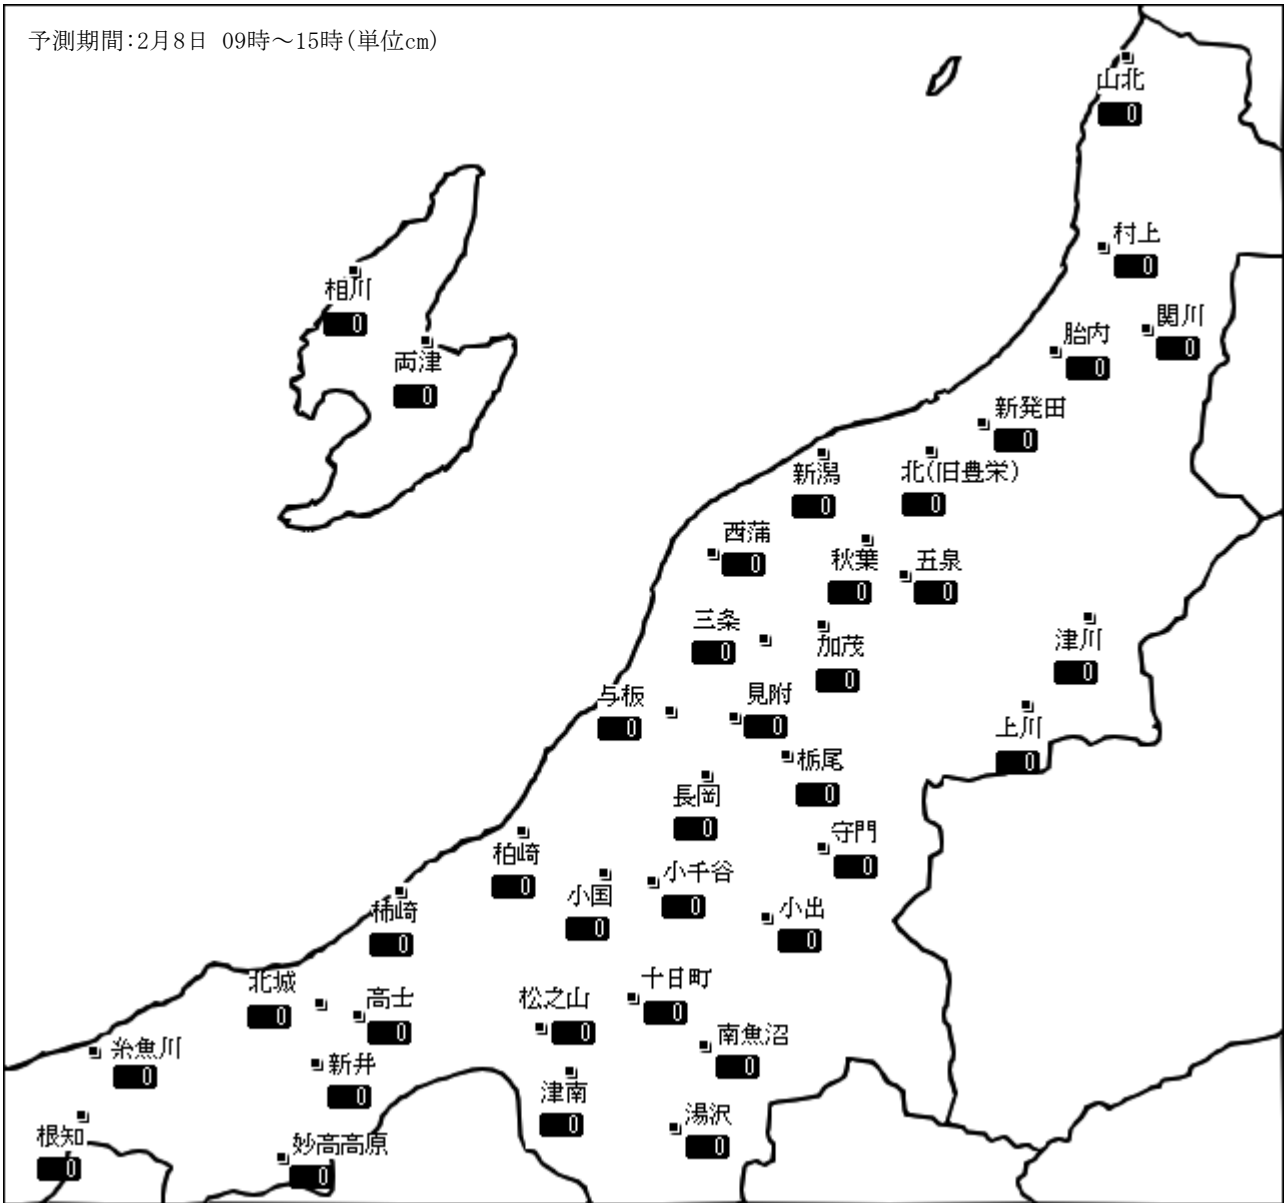 予測期間:2月8日 09時～15時(単位cm)
山北
0
村上
0
相川
0
関川
0
胎内
0
両津
0
新発田
0
新潟
0
北(旧豊栄)
0
西蒲
0
秋葉
0
五泉
0
三条
0
加茂
0
津川
0
与板
0
見附
0
上川
0
栃尾
0
長岡
0
守門
0
柏崎
0
小千谷
0
小国
0
小出
0
柿崎
0
北城
0
高士
0
松之山
0
十日町
0
南魚沼
0
糸魚川
0
新井
0
津南
0
湯沢
0
根知
0
妙高高原
0